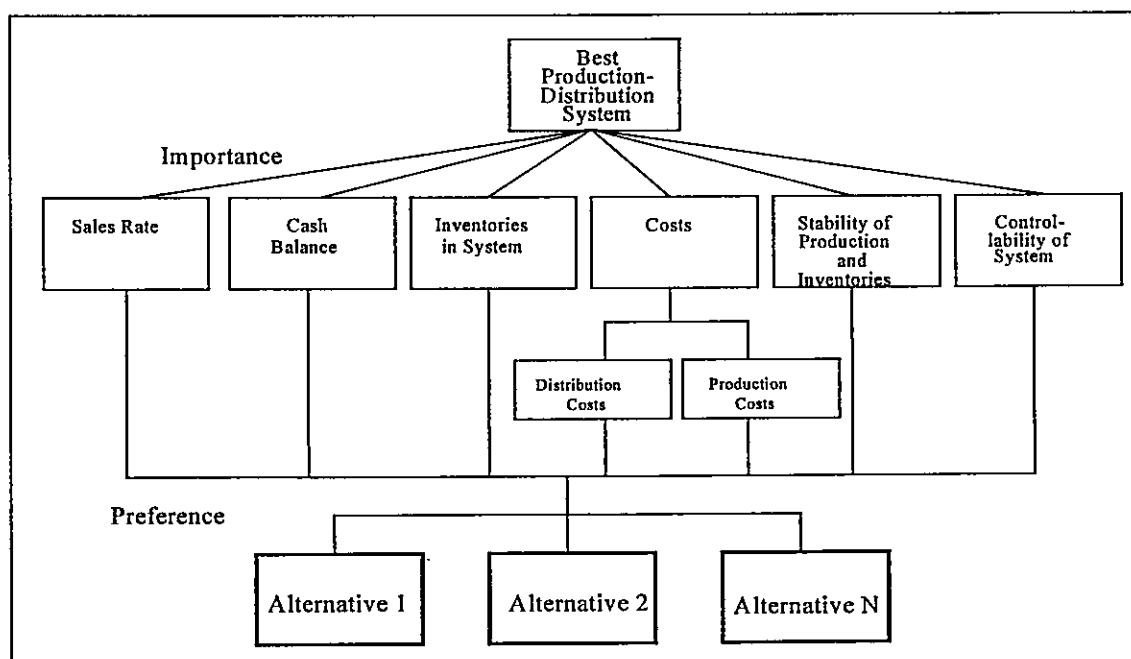 Best
Production-
Distribution
System
Importance
Sales Rate
Cash
Balance
Inventories
in System
Costs
Stability of
Production
and
Inventories
Control-
lability of
System
Distribution
Costs
Production
Costs
Preference
Alternative 1
Alternative 2
Alternative N